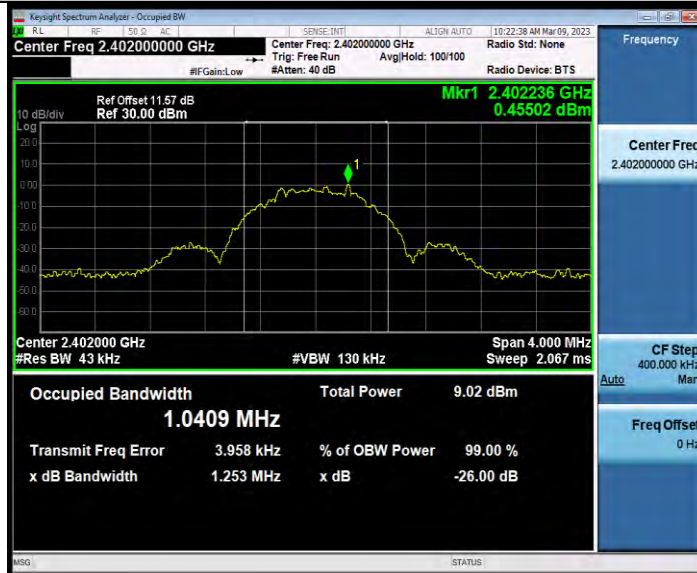 Keysight Spectrum Analyzer - Occupied BW
RL RF 50 Ω AC SENSE:INT ALIGN AUTO 10:22:38 AM Mar 09, 2023
Center Freq 2.402000000 GHz Center Freq: 2.402000000 GHz Radio Std: None
Trig: Free Run Avg|Hold: 100/100
#IFGain:Low #Atten: 40 dB Radio Device: BTS
Frequency
Mkr1 2.402236 GHz
0.45502 dBm
Ref Offset 11.57 dB
10 dB/div Ref 30.00 dBm
Log
20.0
10.0
0.00
-10.0
-20.0
-30.0
-40.0
-50.0
-60.0
1
Center 2.402000 GHz Span 4.000 MHz
#Res BW 43 kHz #VBW 130 kHz Sweep 2.067 ms
Occupied Bandwidth Total Power 9.02 dBm
1.0409 MHz
Transmit Freq Error 3.958 kHz % of OBW Power 99.00 %
x dB Bandwidth 1.253 MHz x dB -26.00 dB
Center Freq
2.402000000 GHz
CF Step
400.000 kHz
Auto Man
Freq Offset
0 Hz
MSG STATUS